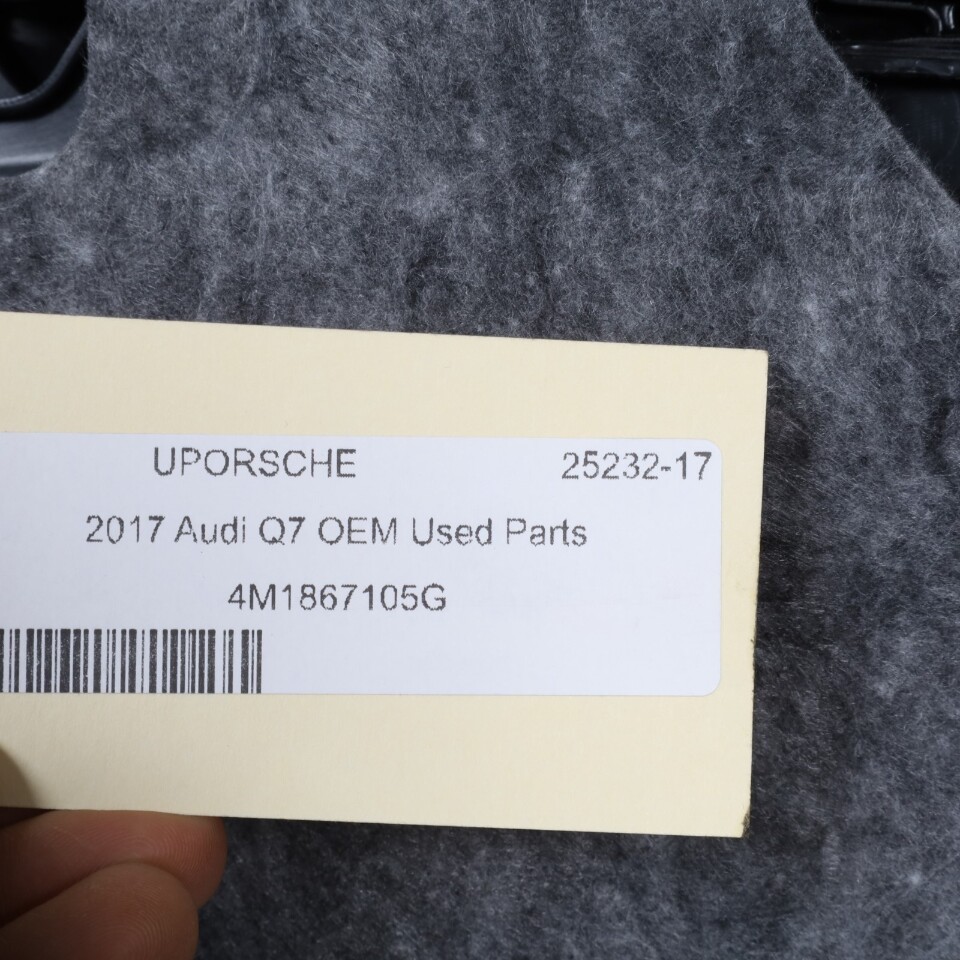 UPORSCHE 25232-17
2017 Audi Q7 OEM Used Parts
4M1867105G